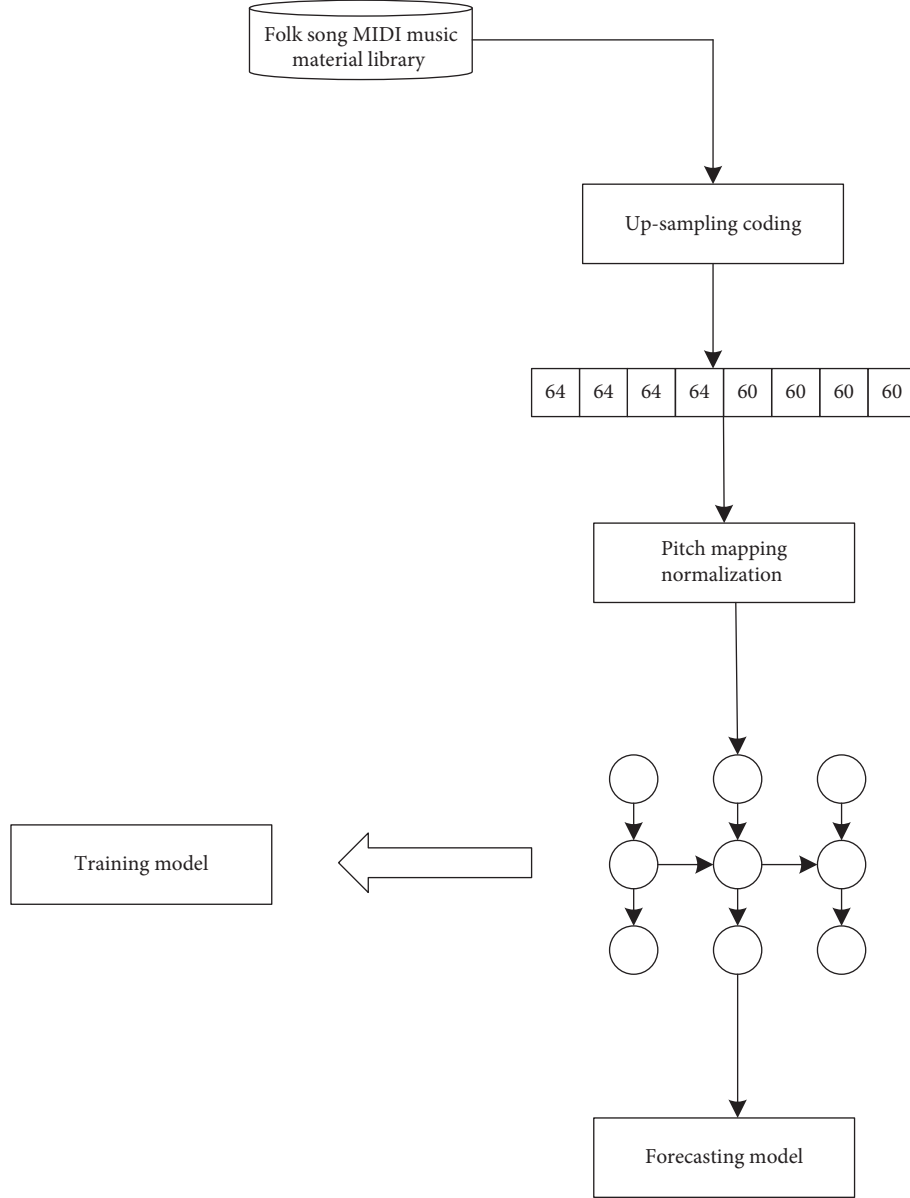 Folk song MIDI music
material library
Up-sampling coding
64 64 64 64 60 60 60 60
Pitch mapping
normalization
Training model
Forecasting model